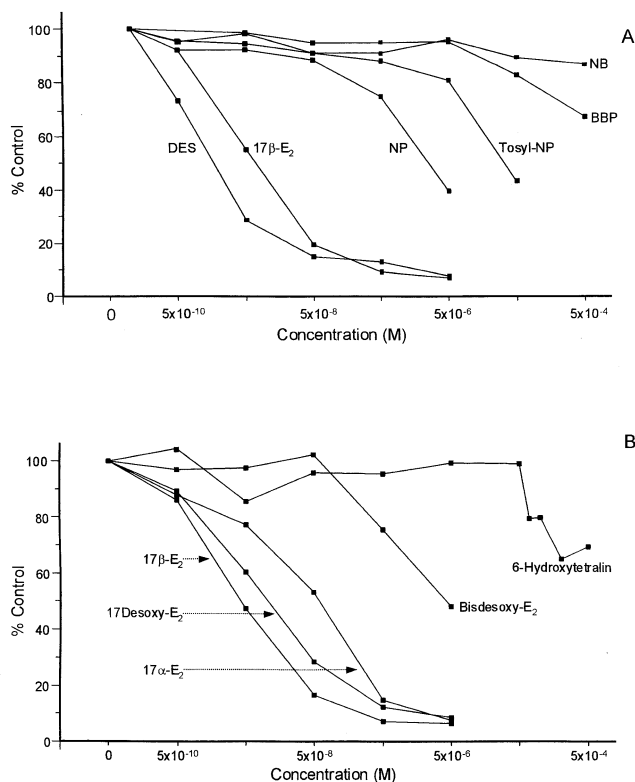 A
100
80
60
40
20
0
% Control
DES
17β-E₂
NP
Tosyl-NP
NB
BBP
0 5x10⁻¹⁰ 5x10⁻⁸ 5x10⁻⁶ 5x10⁻⁴
Concentration (M)
B
100
80
60
40
20
0
% Control
17β-E₂
17Desoxy-E₂
17α-E₂
Bisdesoxy-E₂
6-Hydroxytetralin
0 5x10⁻¹⁰ 5x10⁻⁸ 5x10⁻⁶ 5x10⁻⁴
Concentration (M)